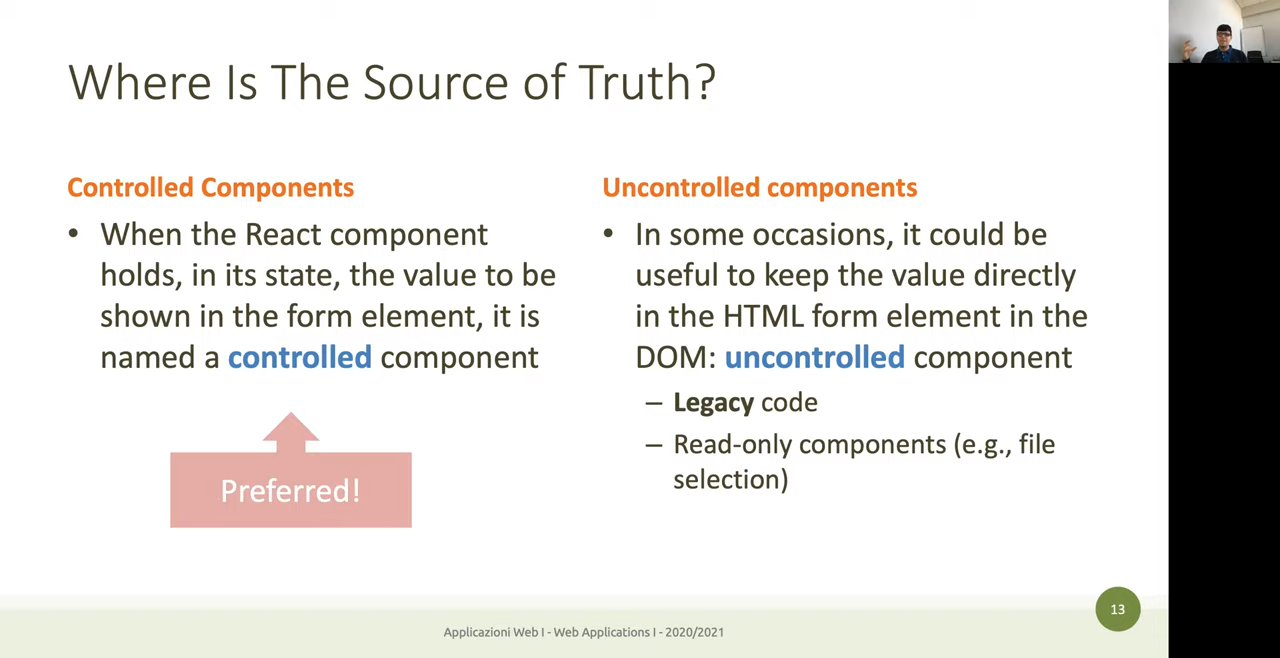 Where Is The Source of Truth?
Controlled Components
• When the React component
holds, in its state, the value to be
shown in the form element, it is
named a controlled component
Preferred!
Uncontrolled components
• In some occasions, it could be
useful to keep the value directly
in the HTML form element in the
DOM: uncontrolled component
– Legacy code
– Read-only components (e.g., file
selection)
13
Applicazioni Web I - Web Applications I - 2020/2021